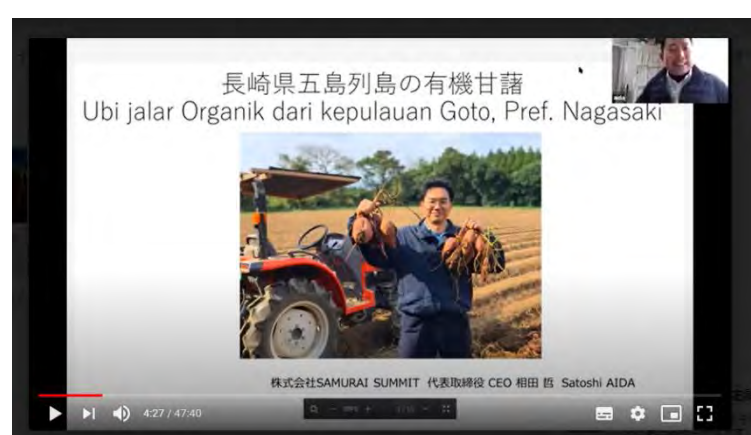 長崎県五島列島の有機甘藷
Ubi jalar Organik dari kepulauan Goto, Pref. Nagasaki
株式会社SAMURAI SUMMIT 代表取締役 CEO 相田 哲 Satoshi AIDA
4:27 / 47:40